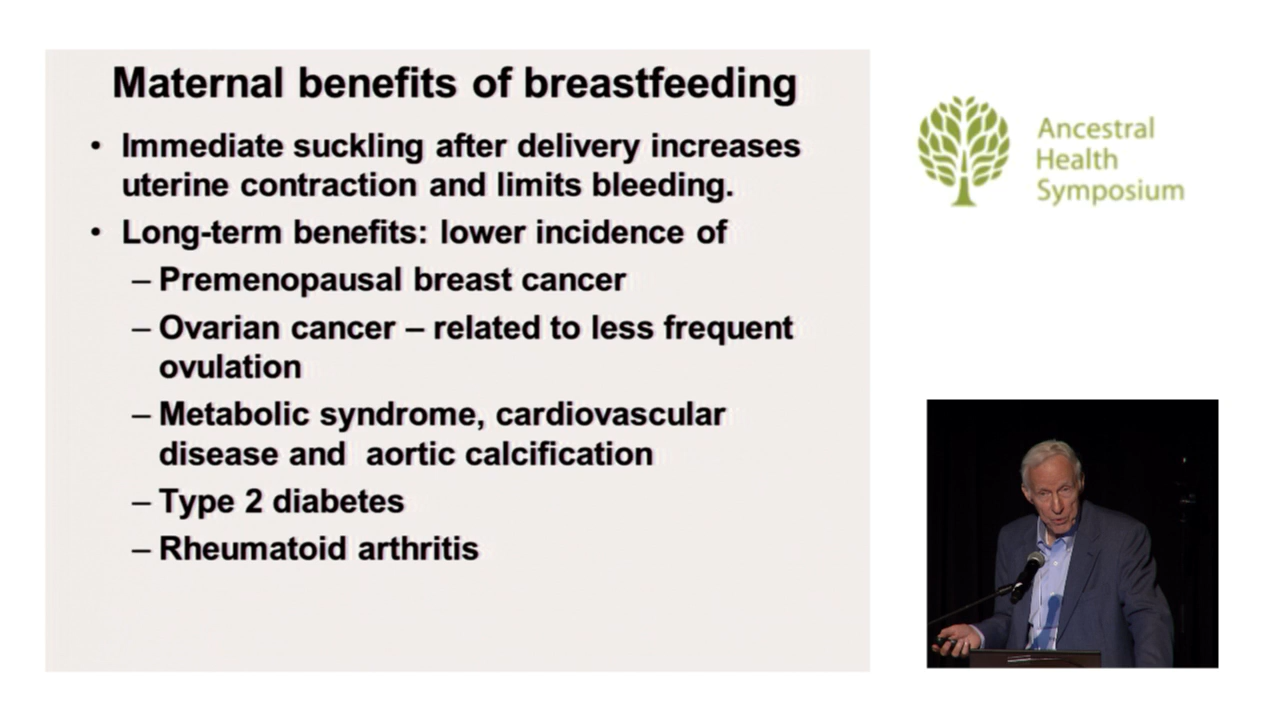 Maternal benefits of breastfeeding
• Immediate suckling after delivery increases
uterine contraction and limits bleeding.
• Long-term benefits: lower incidence of
– Premenopausal breast cancer
– Ovarian cancer – related to less frequent
ovulation
– Metabolic syndrome, cardiovascular
disease and  aortic calcification
– Type 2 diabetes
– Rheumatoid arthritis
Ancestral
Health
Symposium